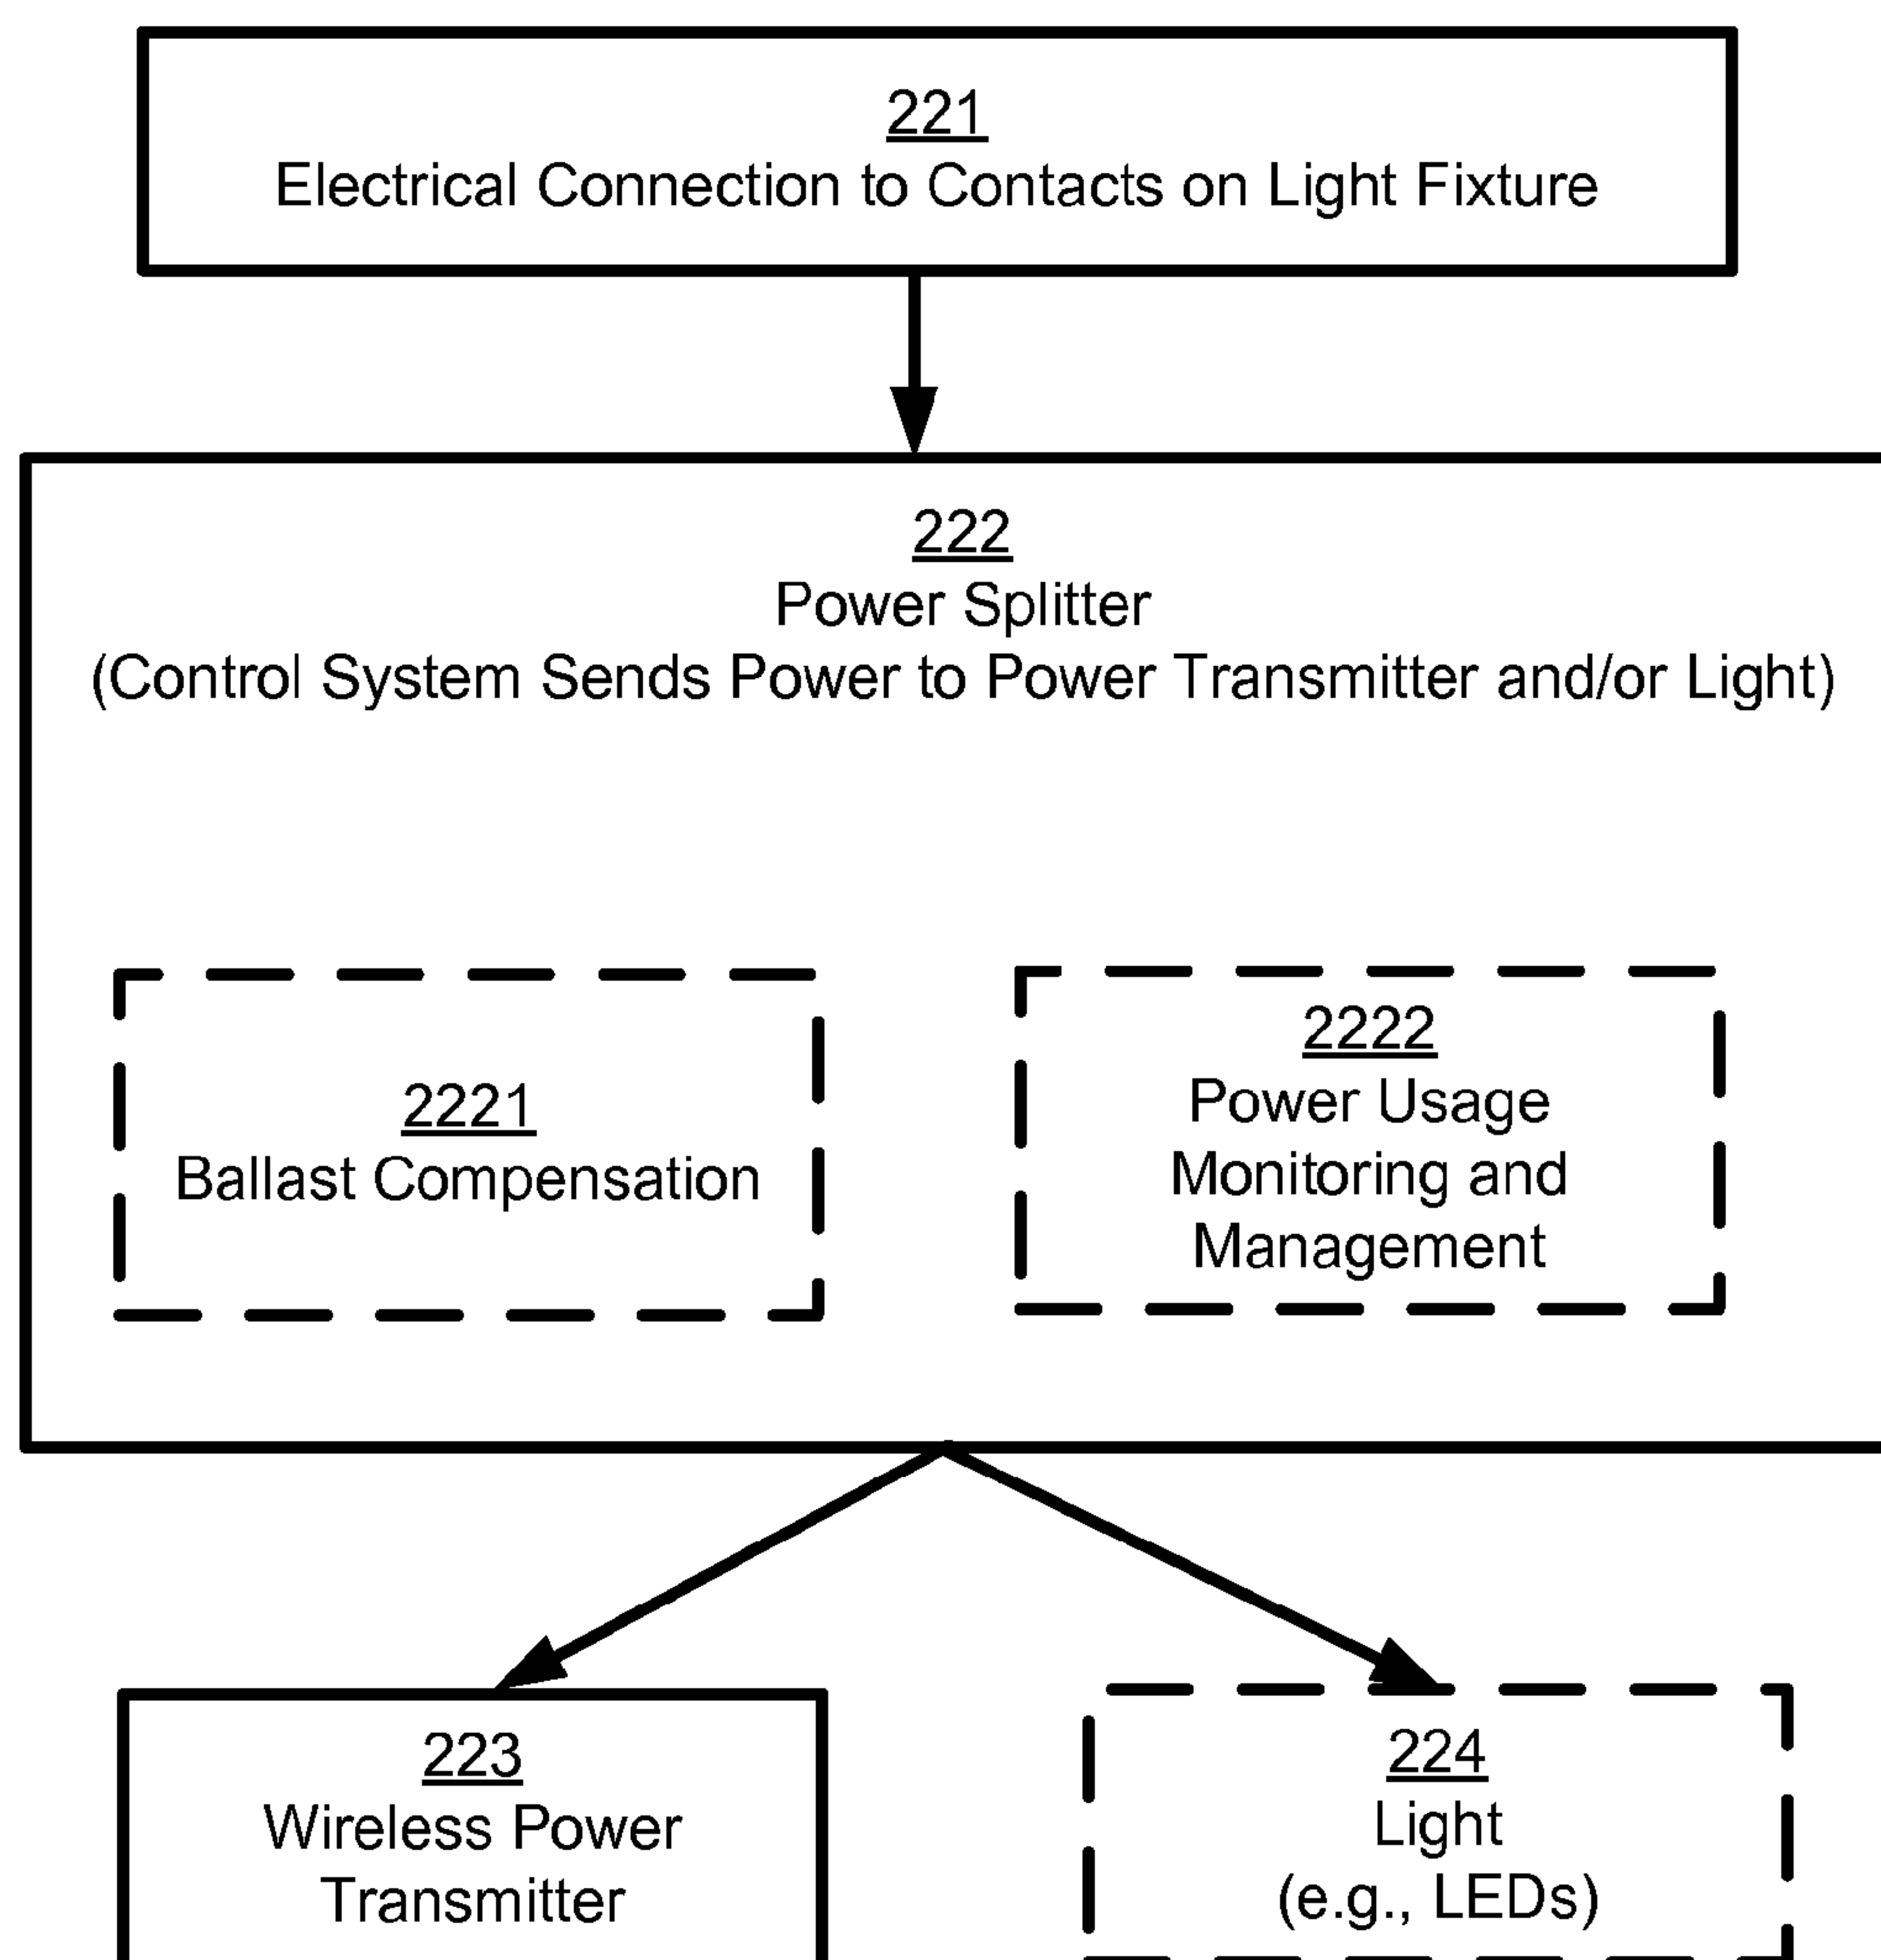 221
Electrical Connection to Contacts on Light Fixture
222
Power Splitter
(Control System Sends Power to Power Transmitter and/or Light)
2221
Ballast Compensation
2222
Power Usage
Monitoring and
Management
223
Wireless Power
Transmitter
224
Light
(e.g., LEDs)